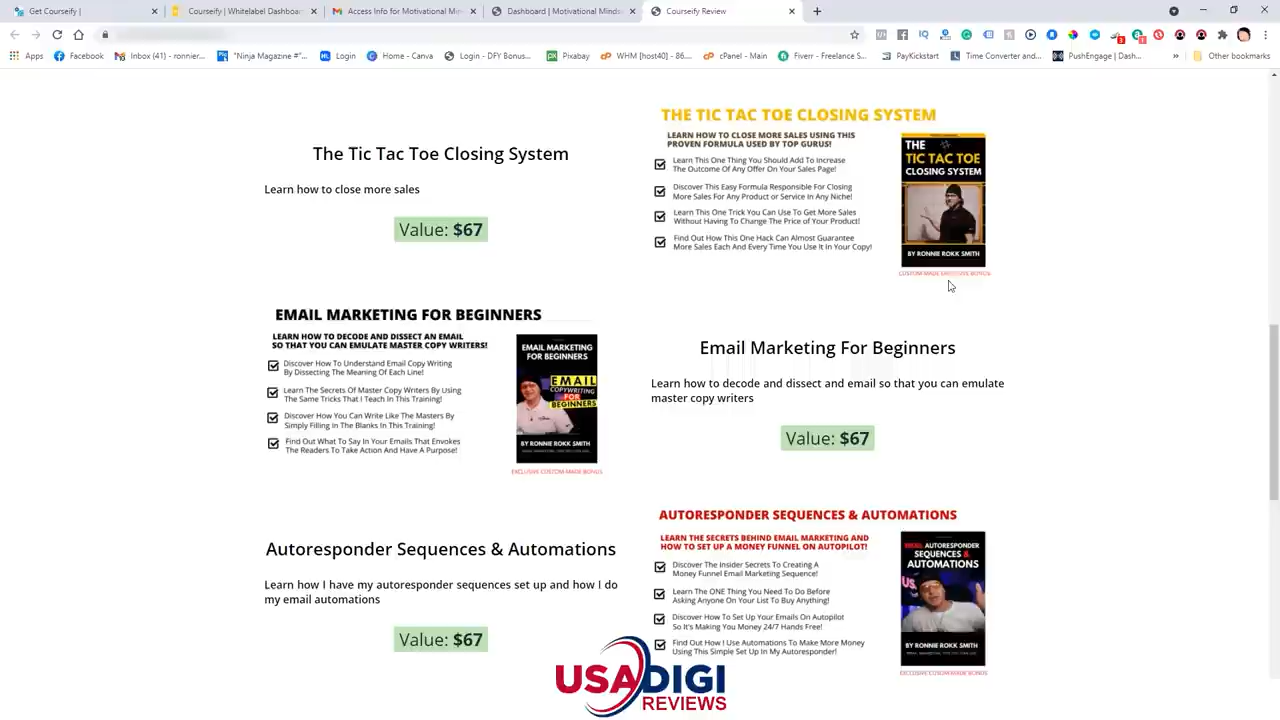 Get Courseify |
Courseify | Whitelabel Dashboard
App Info for Motivational Minds
Dashboard | Motivational Minds
Courseify Review
Apps
Facebook
Inbox (41) - ronnier...
"Ninja Magazine #"...
Login
Home - Canva
Login - DFY Bonus...
Pixabay
WHM [host40] - 86....
cPanel - Main
Fiverr - Freelance S...
PayKickstart
Time Converter and...
PushEngage | Dash...
Other bookmarks
The Tic Tac Toe Closing System
Learn how to close more sales
Value: $67
THE TIC TAC TOE CLOSING SYSTEM
LEARN HOW TO CLOSE MORE SALES USING THIS
PROVEN FORMULA USED BY TOP GURUS!
Learn This One Thing You Should Add To Increase
The Outcome Of Any Offer On Your Sales Page!
Discover This Easy Formula Responsible For Closing
More Sales For Any Product or Service In Any Niche!
Learn This One Trick You Can Use To Get More Sales
Without Having To Change The Price of Your Product!
Find Out How This One Hack Can Almost Guarantee
More Sales Each And Every Time You Use It In Your Copy!
THE
TIC TAC TOE
CLOSING SYSTEM
BY RONNIE ROKK SMITH
EMAIL MARKETING FOR BEGINNERS
LEARN HOW TO DECODE AND DISSECT AN EMAIL
SO THAT YOU CAN EMULATE MASTER COPY WRITERS!
Discover How To Understand Email Copy Writing
By Dissecting The Meaning Of Each Line!
Learn The Secrets Of Master Copy Writers By Using
The Same Tricks That I Teach In This Training!
Discover How You Can Write Like The Masters By
Simply Filling In The Blanks In This Training!
Find Out What To Say In Your Emails That Envokes
The Readers To Take Action And Have A Purpose!
EMAIL MARKETING
FOR BEGINNERS
EMAIL
COPYWRITING
FOR
BEGINNERS
BY RONNIE ROKK SMITH
EXCLUSIVE CUSTOM MADE BONUS
Email Marketing For Beginners
Learn how to decode and dissect and email so that you can emulate
master copy writers
Value: $67
Autoresponder Sequences & Automations
Learn how I have my autoresponder sequences set up and how I do
my email automations
Value: $67
AUTORESPONDER SEQUENCES & AUTOMATIONS
LEARN THE SECRETS BEHIND EMAIL MARKETING AND
HOW TO SET UP A MONEY FUNNEL ON AUTOPILOT!
Discover The Insider Secrets To Creating A
Money Funnel Email Marketing Sequence!
Learn The ONE Thing You Need To Do Before
Asking Anyone On Your List To Buy Anything!
Discover How To Set Up Your Emails On Autopilot
So It's Making You Money 24/7 Hands Free!
Find Out How I Use Automations To Make More Money
Using This Simple Set Up In My Autoresponder!
AUTORESPONDER
SEQUENCES &
AUTOMATIONS
BY RONNIE ROKK SMITH
EXCLUSIVE CUSTOM MADE BONUS
USADIGI
REVIEWS